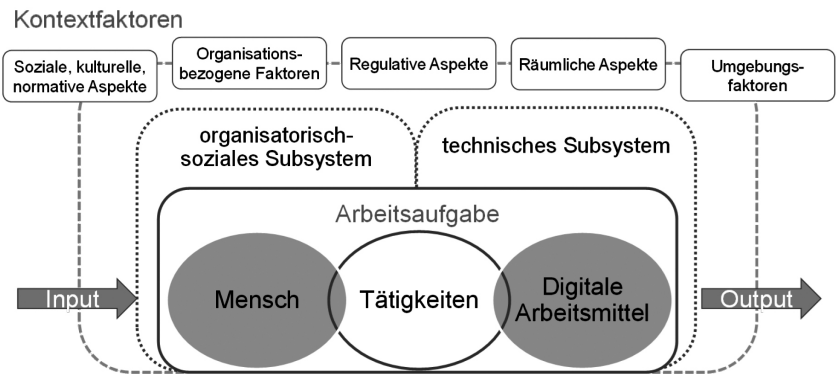 Kontextfaktoren
Soziale, kulturelle,
normative Aspekte
Organisations-
bezogene Faktoren
Regulative Aspekte
Räumliche Aspekte
Umgebungs-
faktoren
organisatorisch-
soziales Subsystem
technisches Subsystem
Arbeitsaufgabe
Input
Mensch
Tätigkeiten
Digitale
Arbeitsmittel
Output